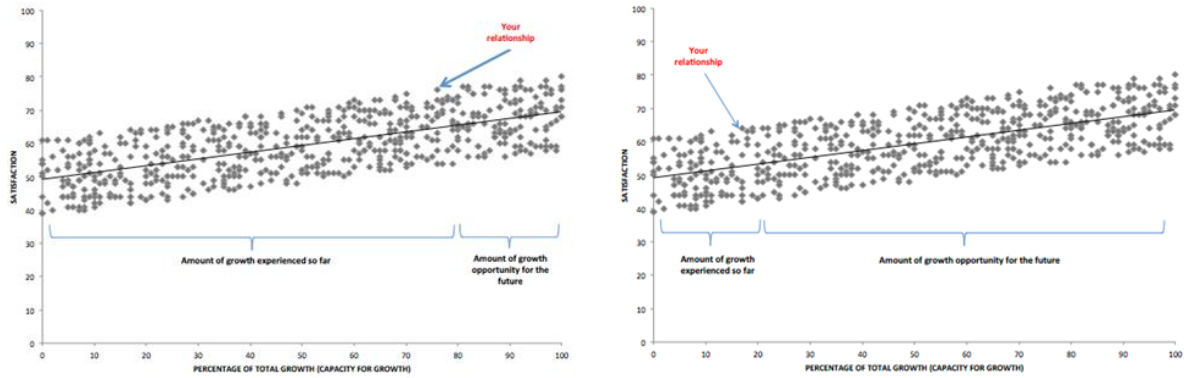 100
90
80
70
60
50
40
30
20
10
0
SATISFACTION
Your
relationship
Amount of growth experienced so far
Amount of growth
opportunity for the
future
0 10 20 30 40 50 60 70 80 90 100
PERCENTAGE OF TOTAL GROWTH (CAPACITY FOR GROWTH)
100
90
80
70
60
50
40
30
20
10
0
SATISFACTION
Your
relationship
Amount of growth
experienced so far
Amount of growth opportunity for the future
0 10 20 30 40 50 60 70 80 90 100
PERCENTAGE OF TOTAL GROWTH (CAPACITY FOR GROWTH)